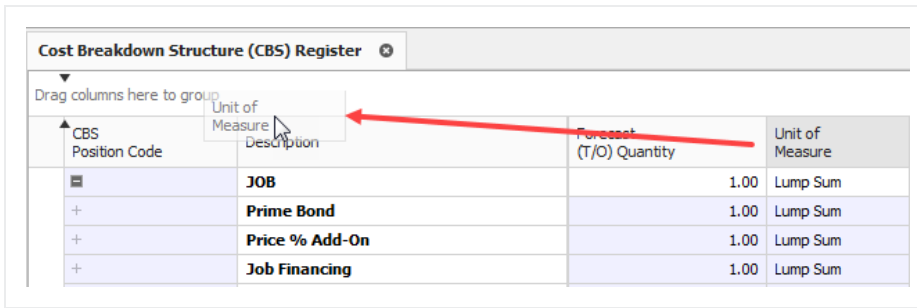 Cost Breakdown Structure (CBS) Register
Drag columns here to group
Unit of
Measure
CBS
Position Code
Description
Forecast
(T/O) Quantity
Unit of
Measure
JOB 1.00 Lump Sum
Prime Bond 1.00 Lump Sum
Price % Add-On 1.00 Lump Sum
Job Financing 1.00 Lump Sum